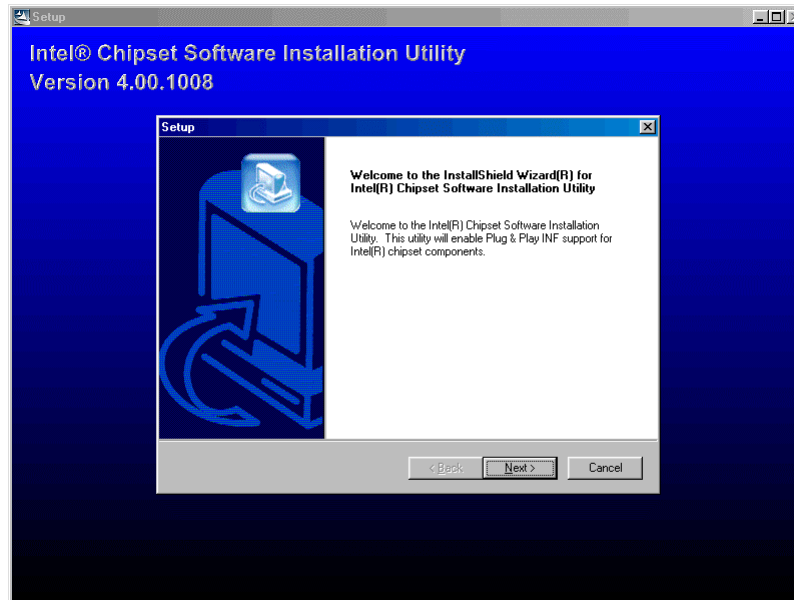 Setup
Intel® Chipset Software Installation Utility
Version 4.00.1008
Setup
Welcome to the InstallShield Wizard(R) for
Intel(R) Chipset Software Installation Utility
Welcome to the Intel(R) Chipset Software Installation
Utility. This utility will enable Plug & Play INF support for
Intel(R) chipset components.
< Back Next > Cancel